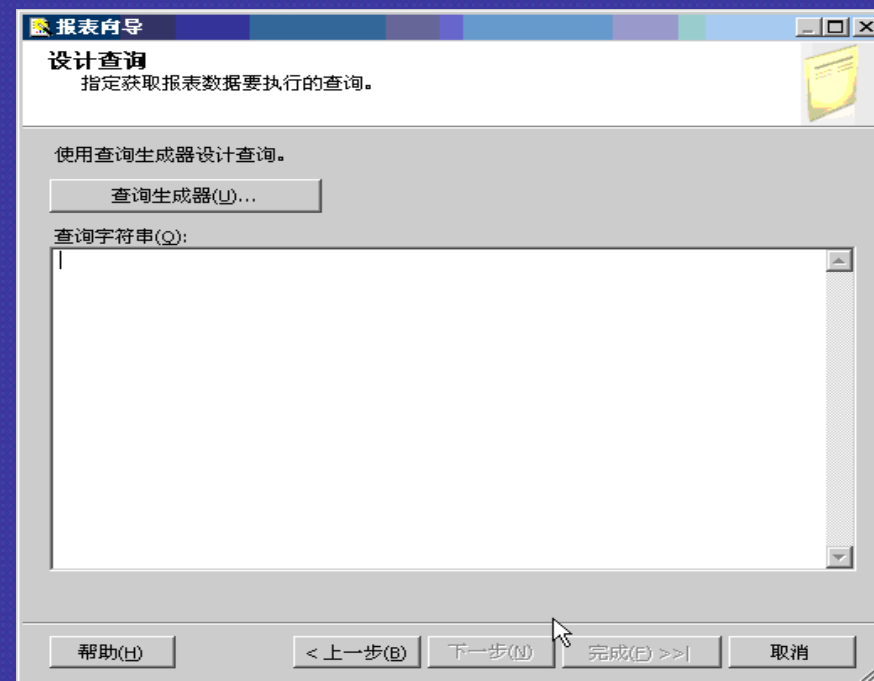 报表向导
设计查询
指定获取报表数据要执行的查询。
使用查询生成器设计查询。
查询生成器(U)...
查询字符串(Q):
帮助(H)
< 上一步(B)
下一步(N)
完成(F) >>|
取消